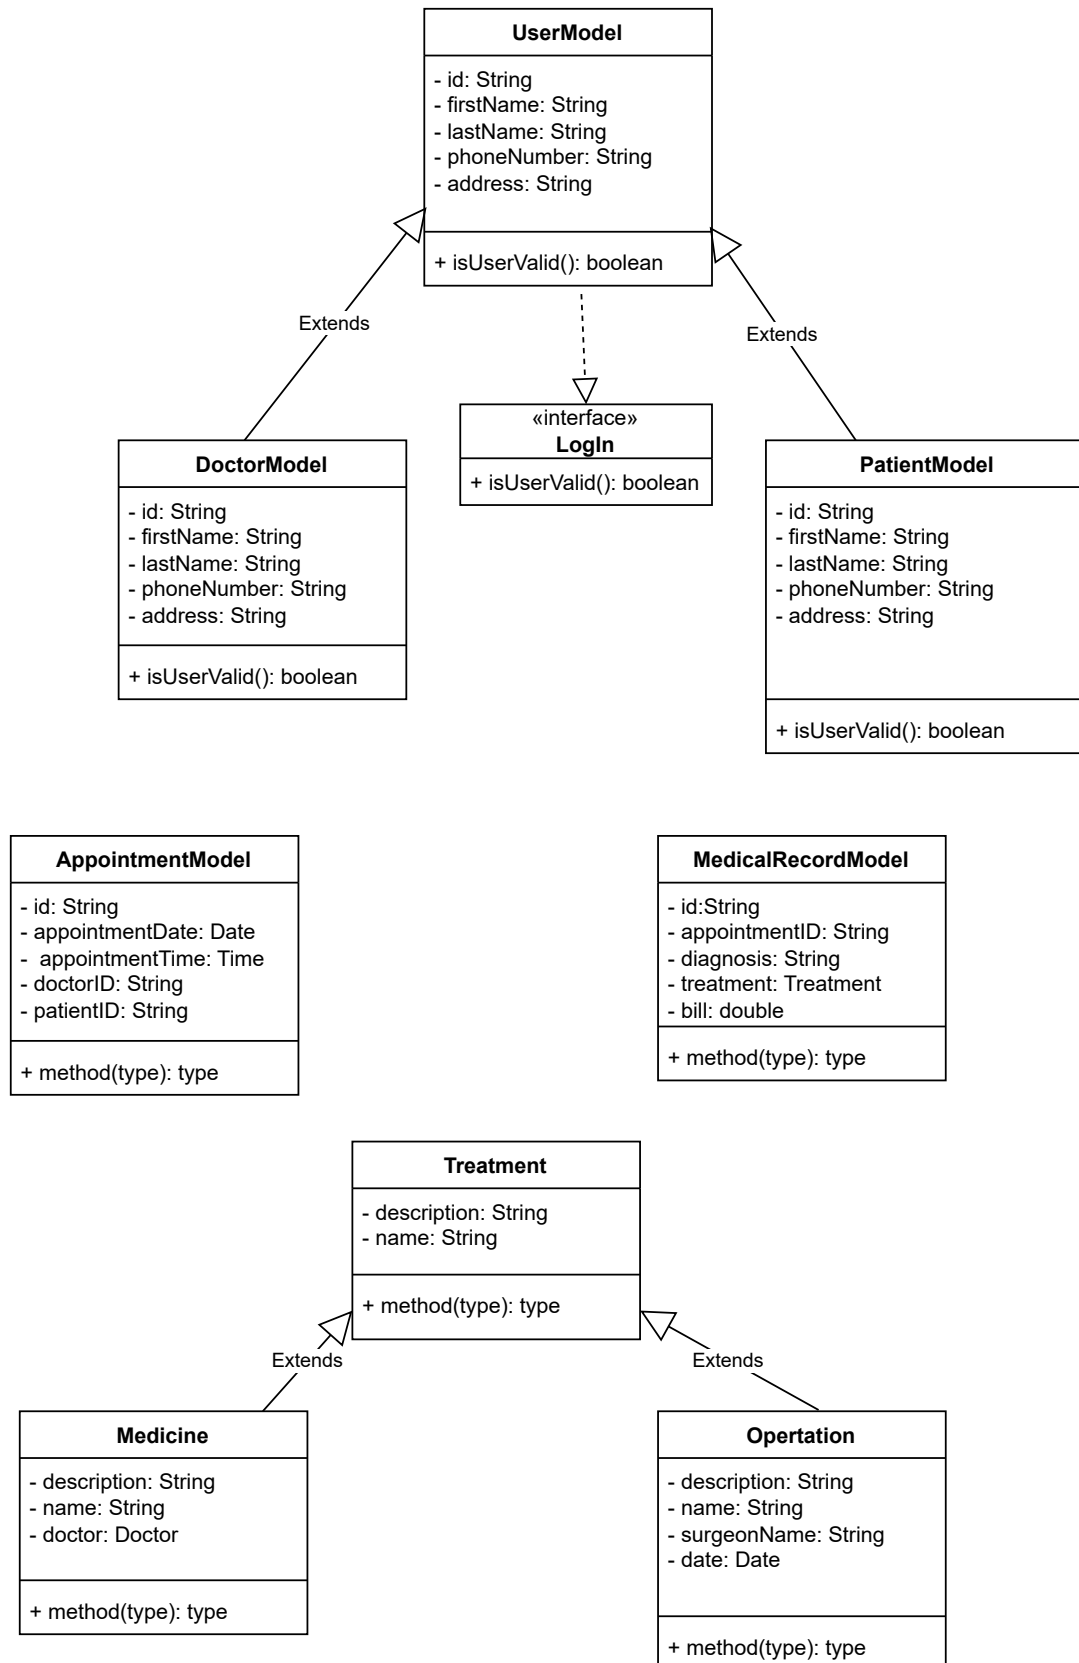 UserModel
- id: String
- firstName: String
- lastName: String
- phoneNumber: String
- address: String
+ isUserValid(): boolean
Extends
Extends
«interface»
LogIn
+ isUserValid(): boolean
DoctorModel
- id: String
- firstName: String
- lastName: String
- phoneNumber: String
- address: String
+ isUserValid(): boolean
PatientModel
- id: String
- firstName: String
- lastName: String
- phoneNumber: String
- address: String
+ isUserValid(): boolean
AppointmentModel
- id: String
- appointmentDate: Date
-  appointmentTime: Time
- doctorID: String
- patientID: String
+ method(type): type
MedicalRecordModel
- id:String
- appointmentID: String
- diagnosis: String
- treatment: Treatment
- bill: double
+ method(type): type
Treatment
- description: String
- name: String
+ method(type): type
Extends
Extends
Medicine
- description: String
- name: String
- doctor: Doctor
+ method(type): type
Opertation
- description: String
- name: String
- surgeonName: String
- date: Date
+ method(type): type